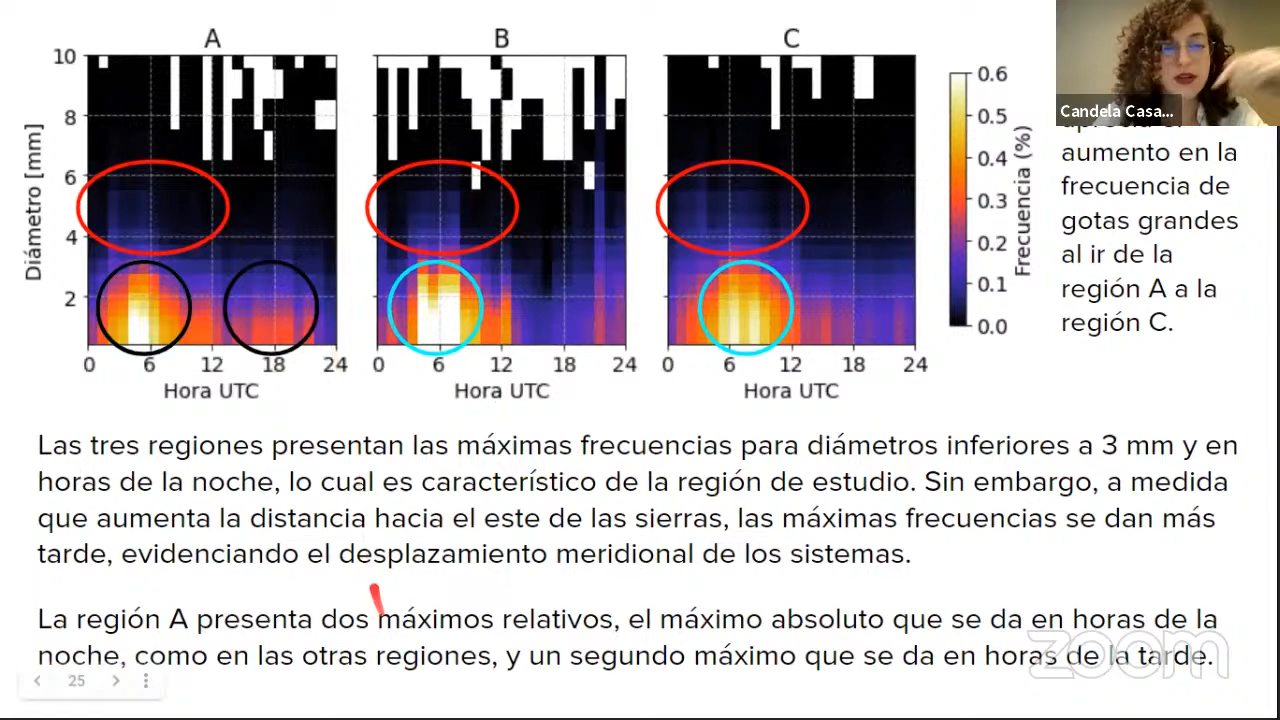 A
B
C
10
8
6
4
2
Diámetro [mm]
0 6 12 18 24
0 6 12 18 24
0 6 12 18 24
Hora UTC
Hora UTC
Hora UTC
0.6
0.5
0.4
0.3
0.2
0.1
0.0
Frecuencia (%)
Candela Casa...
aumento en la
frecuencia de
gotas grandes
al ir de la
región A a la
región C.
Las tres regiones presentan las máximas frecuencias para diámetros inferiores a 3 mm y en
horas de la noche, lo cual es característico de la región de estudio. Sin embargo, a medida
que aumenta la distancia hacia el este de las sierras, las máximas frecuencias se dan más
tarde, evidenciando el desplazamiento meridional de los sistemas.
La región A presenta dos máximos relativos, el máximo absoluto que se da en horas de la
noche, como en las otras regiones, y un segundo máximo que se da en horas de la tarde.
zoom
25